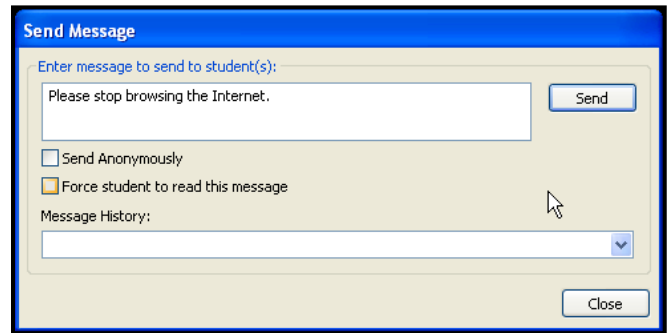 Send Message
Enter message to send to student(s):
Please stop browsing the Internet.
Send
Send Anonymously
Force student to read this message
Message History:
Close